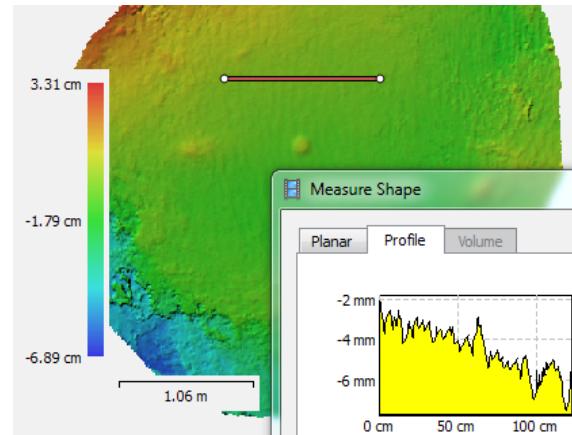 3.31 cm
-1.79 cm
-6.89 cm
1.06 m
Measure Shape
Planar
Profile
Volume
-2 mm
-4 mm
-6 mm
0 cm
50 cm
100 cm